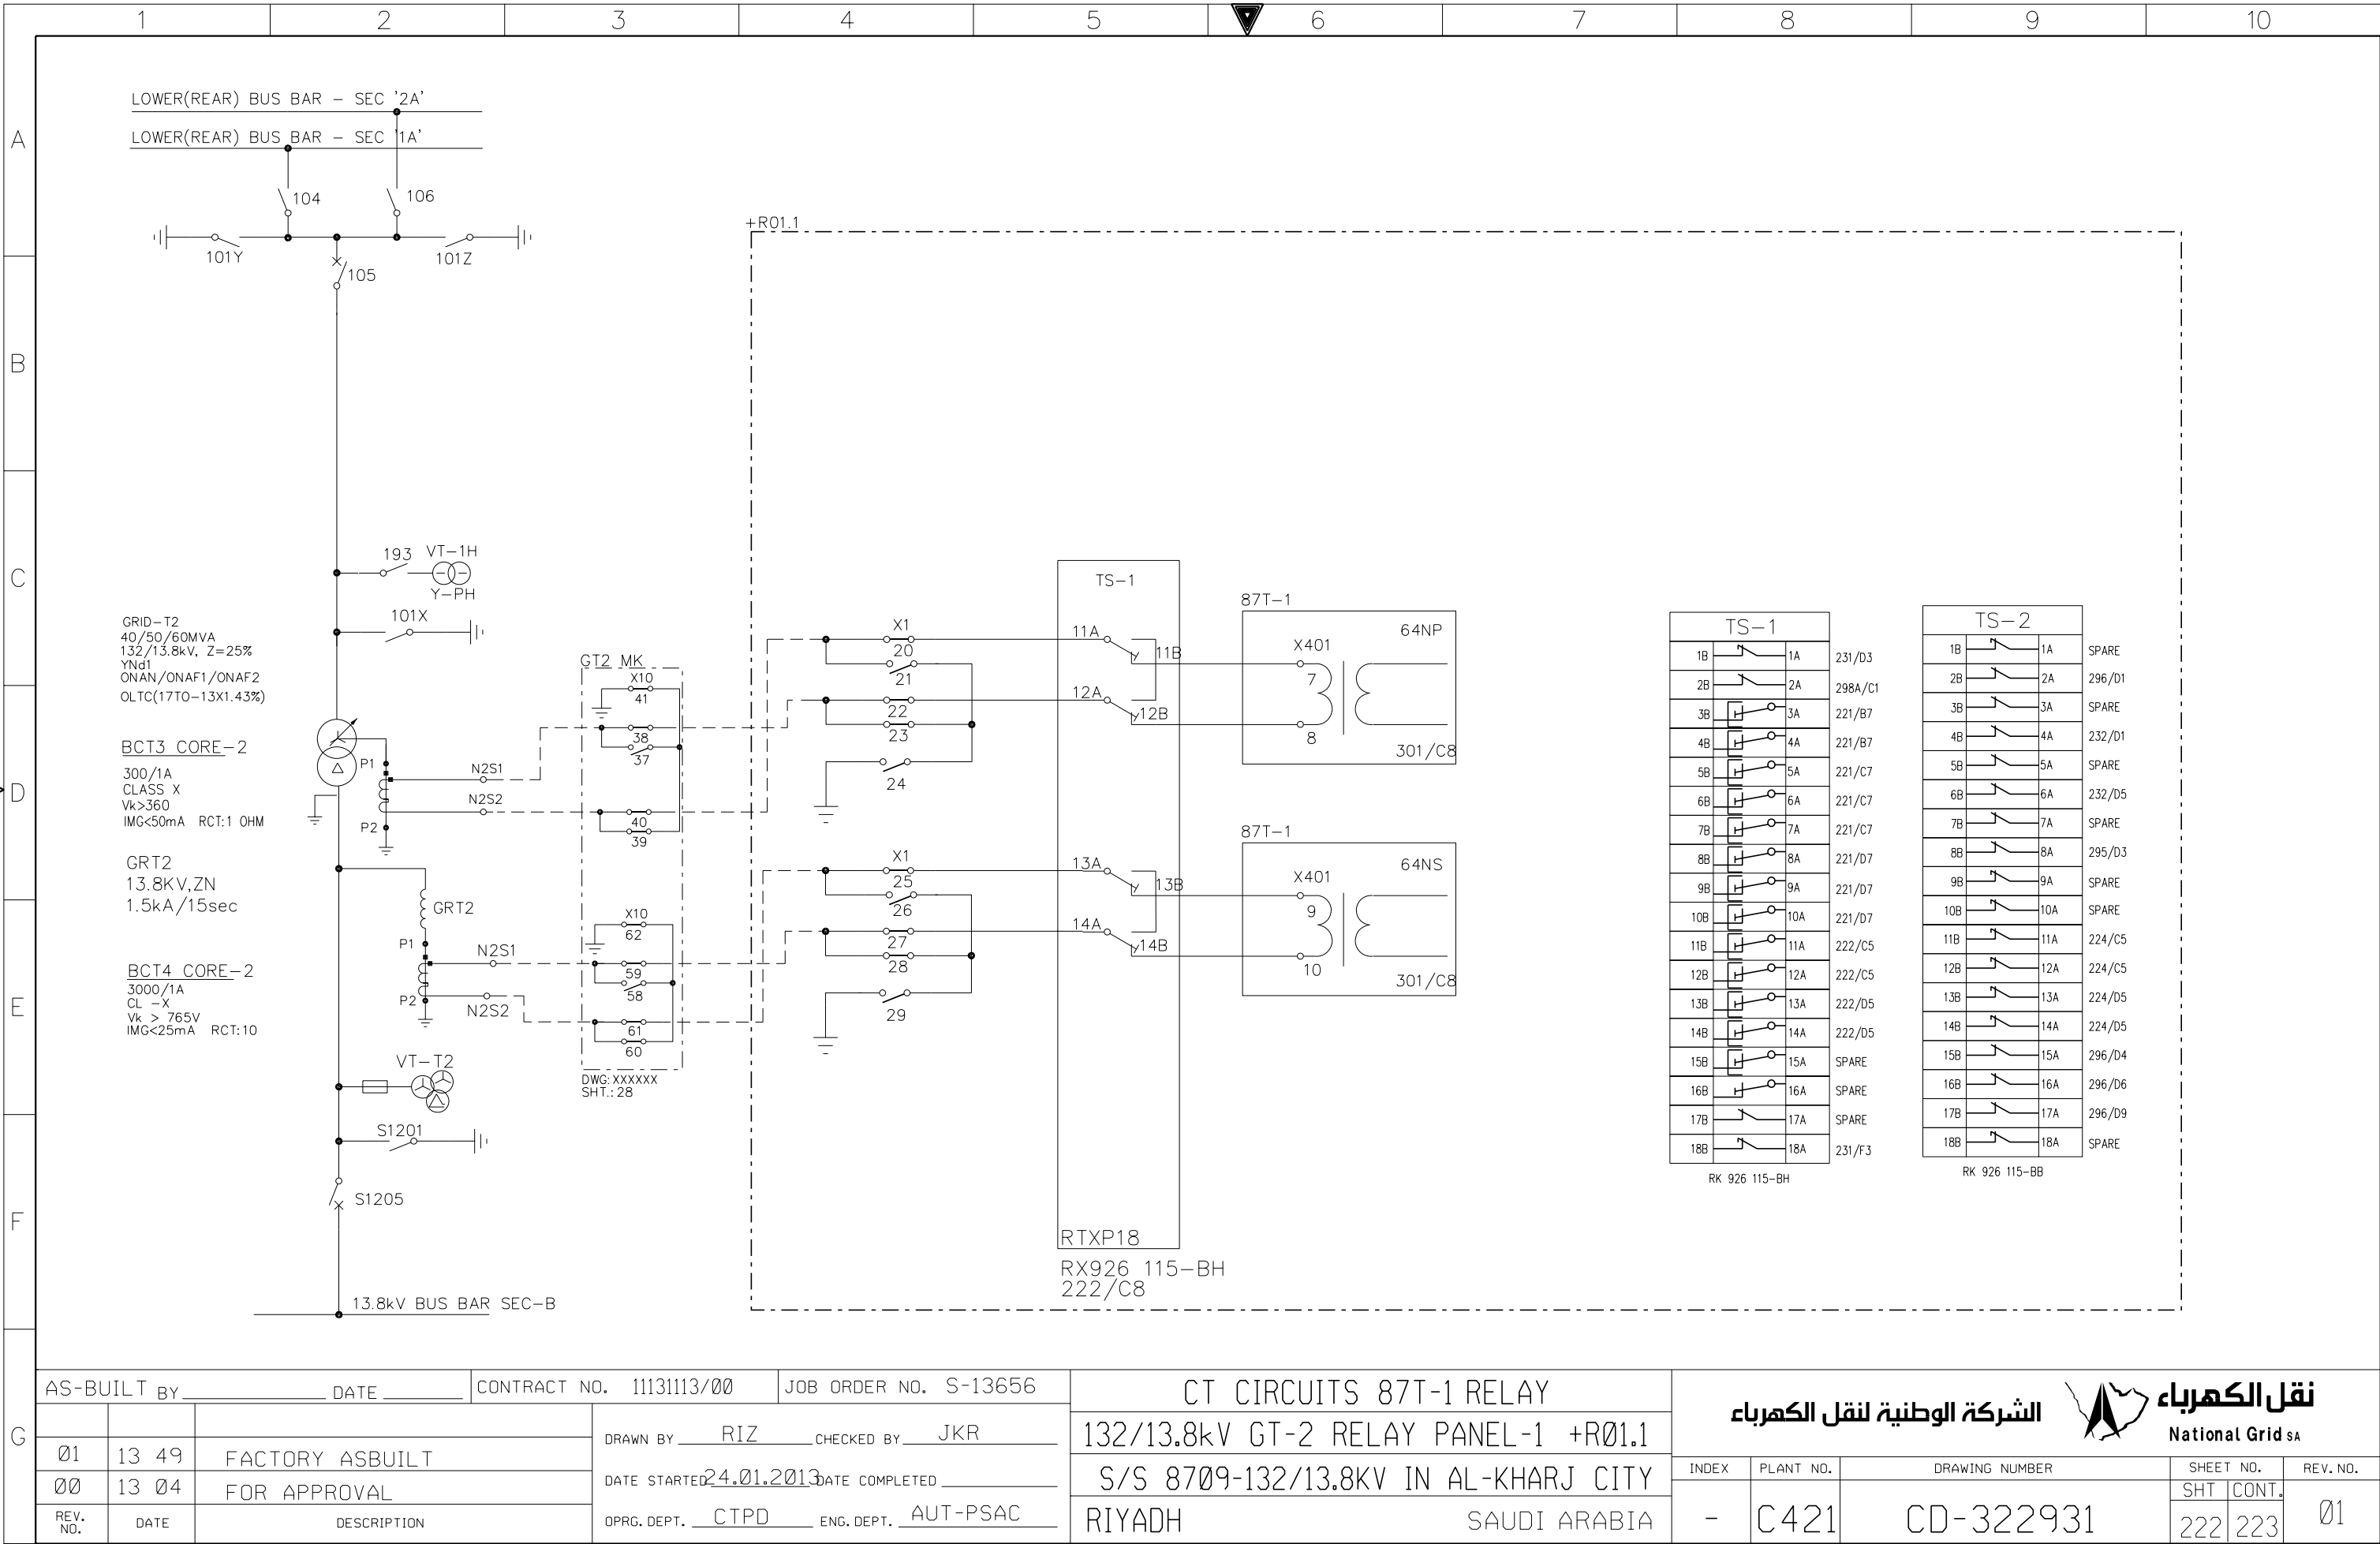 1 2 3 4 5 6 7 8 9 10
A
B
C
D
E
F
G
LOWER(REAR) BUS BAR - SEC '2A'
LOWER(REAR) BUS BAR - SEC '1A'
104
106
101Y
101Z
105
+R01.1
193
VT-1H
Y-PH
101X
GRID-T2
40/50/60MVA
132/13.8kV, Z=25%
YNd1
ONAN/ONAF1/ONAF2
OLTC(17TO-13X1.43%)
BCT3 CORE-2
300/1A
CLASS X
Vk>360
IMG<50mA RCT:1 OHM
P1
P2
N2S1
N2S2
GRT2
13.8KV,ZN
1.5kA/15sec
GRT2
P1
P2
N2S1
N2S2
BCT4 CORE-2
3000/1A
CL -X
Vk > 765V
IMG<25mA RCT:10
VT-T2
S1201
S1205
13.8kV BUS BAR SEC-B
GT2 MK
X10
41
38
37
40
39
X10
62
59
58
61
60
DWG:XXXXXX
SHT.:28
X1
20
21
22
23
24
X1
25
26
27
28
29
TS-1
11A
11B
12A
12B
13A
13B
14A
14B
RTXP18
RX926 115-BH
222/C8
87T-1
X401
64NP
7
8
301/C8
87T-1
X401
64NS
9
10
301/C8
TS-1
1B 1A 231/D3
2B 2A 298A/C1
3B 3A 221/B7
4B 4A 221/B7
5B 5A 221/C7
6B 6A 221/C7
7B 7A 221/C7
8B 8A 221/D7
9B 9A 221/D7
10B 10A 221/D7
11B 11A 222/C5
12B 12A 222/C5
13B 13A 222/D5
14B 14A 222/D5
15B 15A SPARE
16B 16A SPARE
17B 17A SPARE
18B 18A 231/F3
RK 926 115-BH
TS-2
1B 1A SPARE
2B 2A 296/D1
3B 3A SPARE
4B 4A 232/D1
5B 5A SPARE
6B 6A 232/D5
7B 7A SPARE
8B 8A 295/D3
9B 9A SPARE
10B 10A SPARE
11B 11A 224/C5
12B 12A 224/C5
13B 13A 224/D5
14B 14A 224/D5
15B 15A 296/D4
16B 16A 296/D6
17B 17A 296/D9
18B 18A SPARE
RK 926 115-BB
AS-BUILT BY DATE
CONTRACT NO. 11131113/00
JOB ORDER NO. S-13656
01 13 49 FACTORY ASBUILT
00 13 04 FOR APPROVAL
REV. NO. DATE DESCRIPTION
DRAWN BY RIZ CHECKED BY JKR
DATE STARTED 24.01.2013 DATE COMPLETED
OPRG. DEPT. CTPD ENG. DEPT. AUT-PSAC
CT CIRCUITS 87T-1 RELAY
132/13.8kV GT-2 RELAY PANEL-1 +R01.1
S/S 8709-132/13.8KV IN AL-KHARJ CITY
RIYADH SAUDI ARABIA
الشركة الوطنية لنقل الكهرباء
نقل الكهرباء
National Grid SA
INDEX PLANT NO. DRAWING NUMBER SHEET NO. REV. NO.
SHT CONT.
- C421 CD-322931 222 223 01